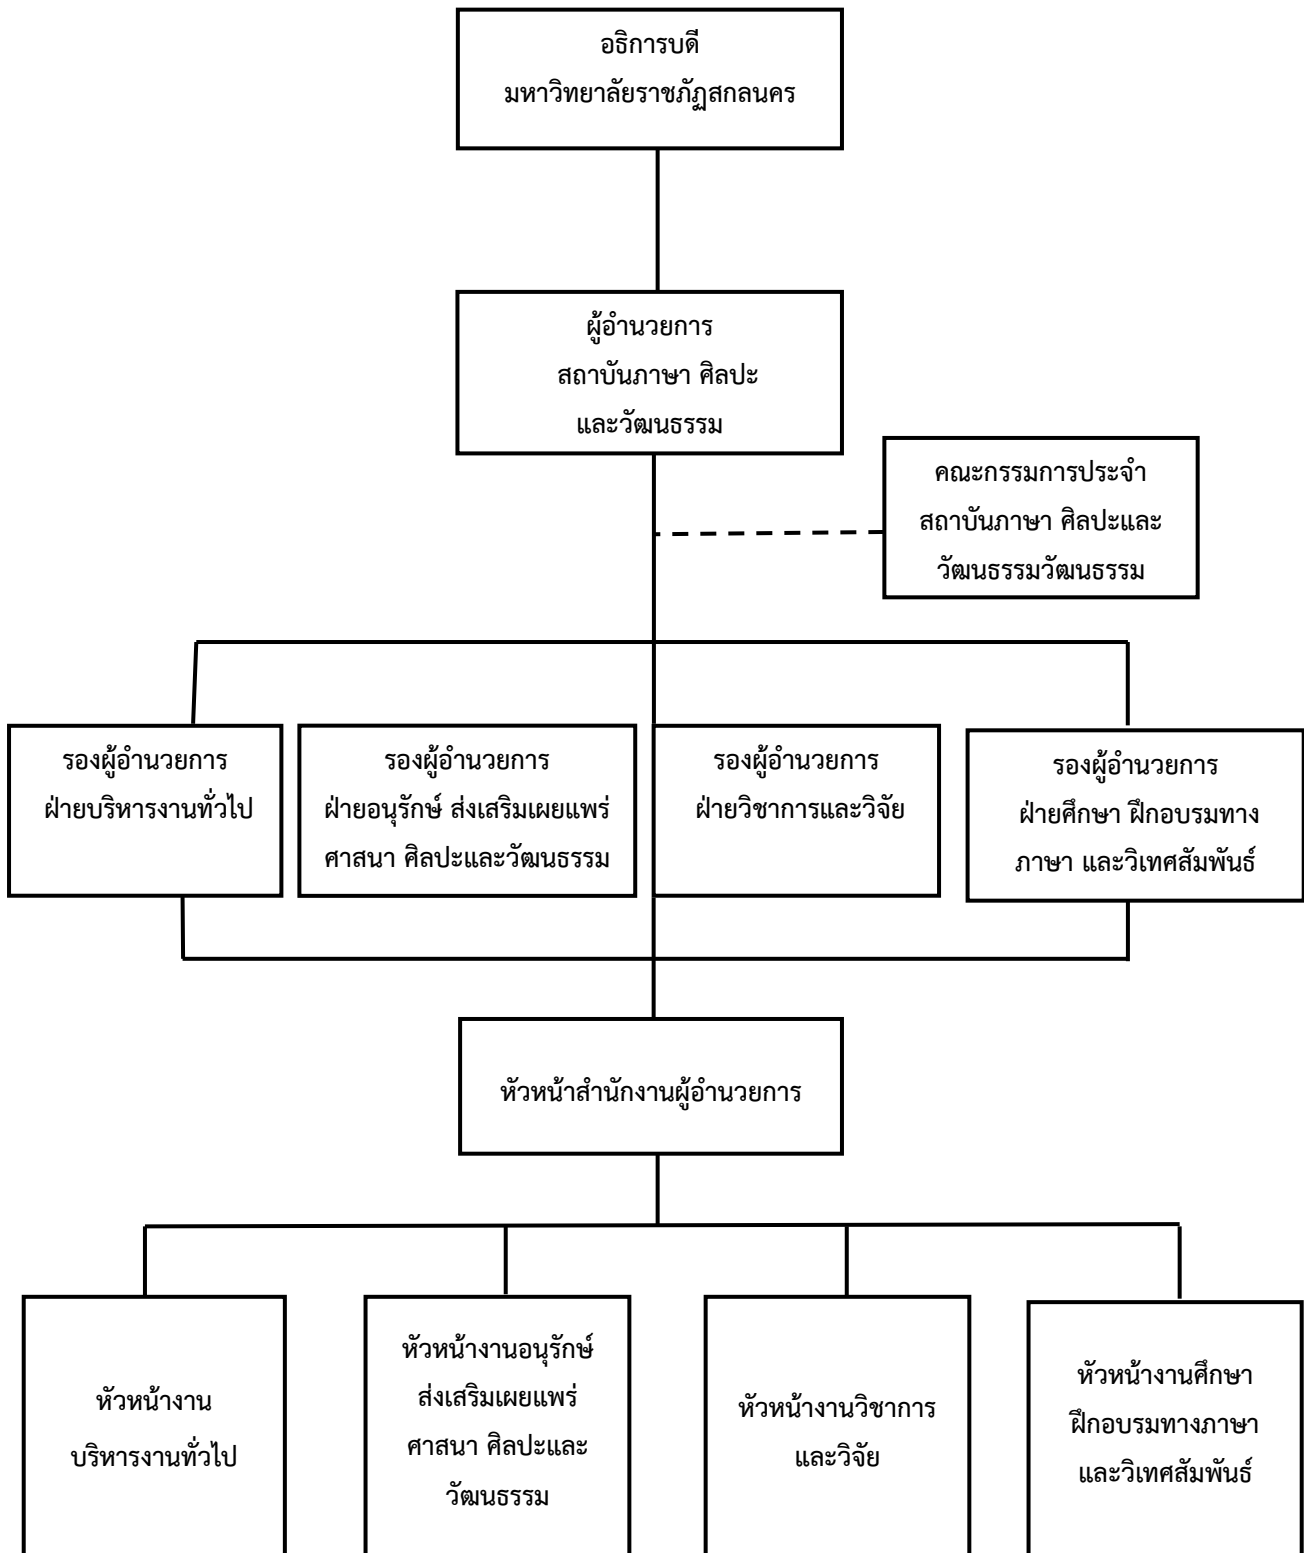 อธิการบดี
มหาวิทยาลัยราชภัฏสกลนคร
ผู้อำนวยการ
สถาบันภาษา ศิลปะ
และวัฒนธรรม
คณะกรรมการประจำ
สถาบันภาษา ศิลปะและ
วัฒนธรรมวัฒนธรรม
รองผู้อำนวยการ
ฝ่ายบริหารงานทั่วไป
รองผู้อำนวยการ
ฝ่ายอนุรักษ์ ส่งเสริมเผยแพร่
ศาสนา ศิลปะและวัฒนธรรม
รองผู้อำนวยการ
ฝ่ายวิชาการและวิจัย
รองผู้อำนวยการ
ฝ่ายศึกษา ฝึกอบรมทาง
ภาษา และวิเทศสัมพันธ์
หัวหน้าสำนักงานผู้อำนวยการ
หัวหน้างาน
บริหารงานทั่วไป
หัวหน้างานอนุรักษ์
ส่งเสริมเผยแพร่
ศาสนา ศิลปะและ
วัฒนธรรม
หัวหน้างานวิชาการ
และวิจัย
หัวหน้างานศึกษา
ฝึกอบรมทางภาษา
และวิเทศสัมพันธ์